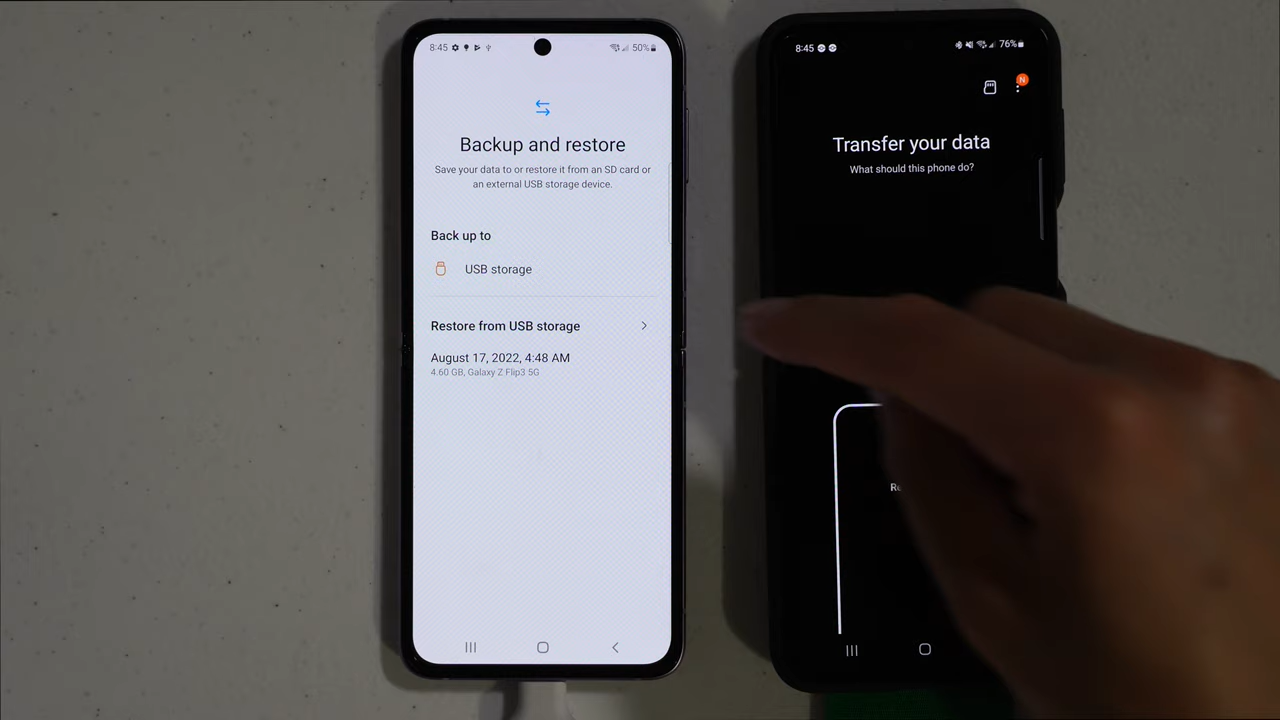 8:45 50%
Backup and restore
Save your data to or restore it from an SD card or
an external USB storage device.
Back up to
USB storage
Restore from USB storage
August 17, 2022, 4:48 AM
4.60 GB, Galaxy Z Flip3 5G
8:45 76%
N
Transfer your data
What should this phone do?